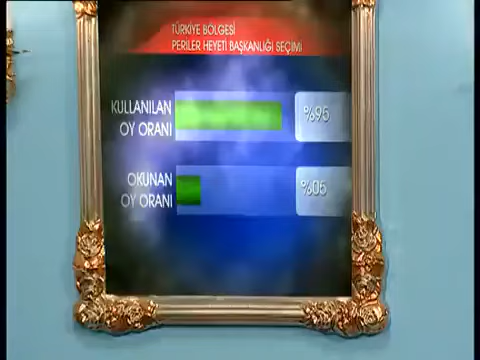 TÜRKİYE BÖLGESİ
PERİLER HEYETİ BAŞKANLIĞI SEÇİMİ
KULLANILAN
OY ORANI
%95
OKUNAN
OY ORANI
%05